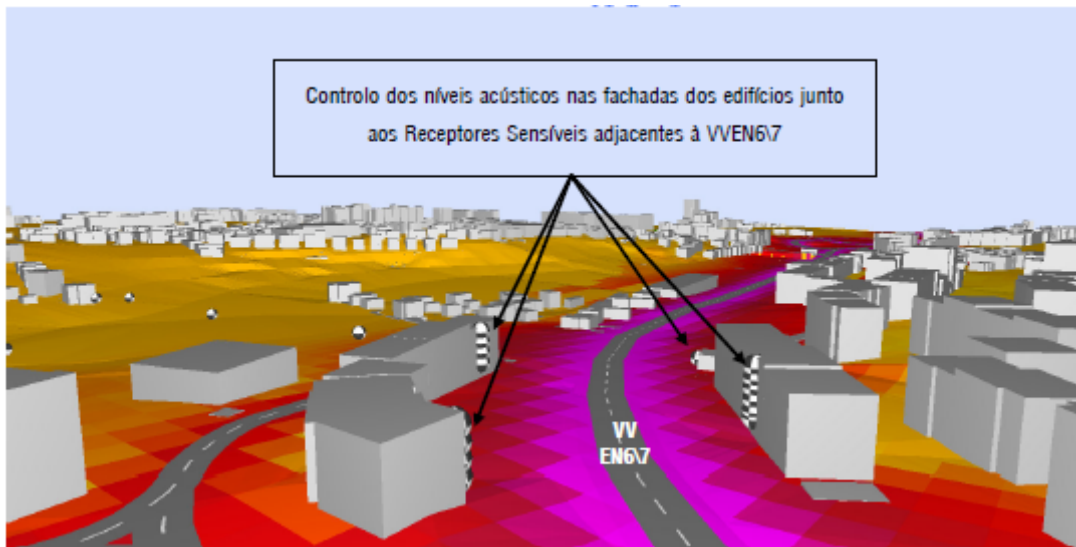 Controlo dos níveis acústicos nas fachadas dos edifícios junto
aos Receptores Sensíveis adjacentes à VVEN6\7
VV
EN6\7